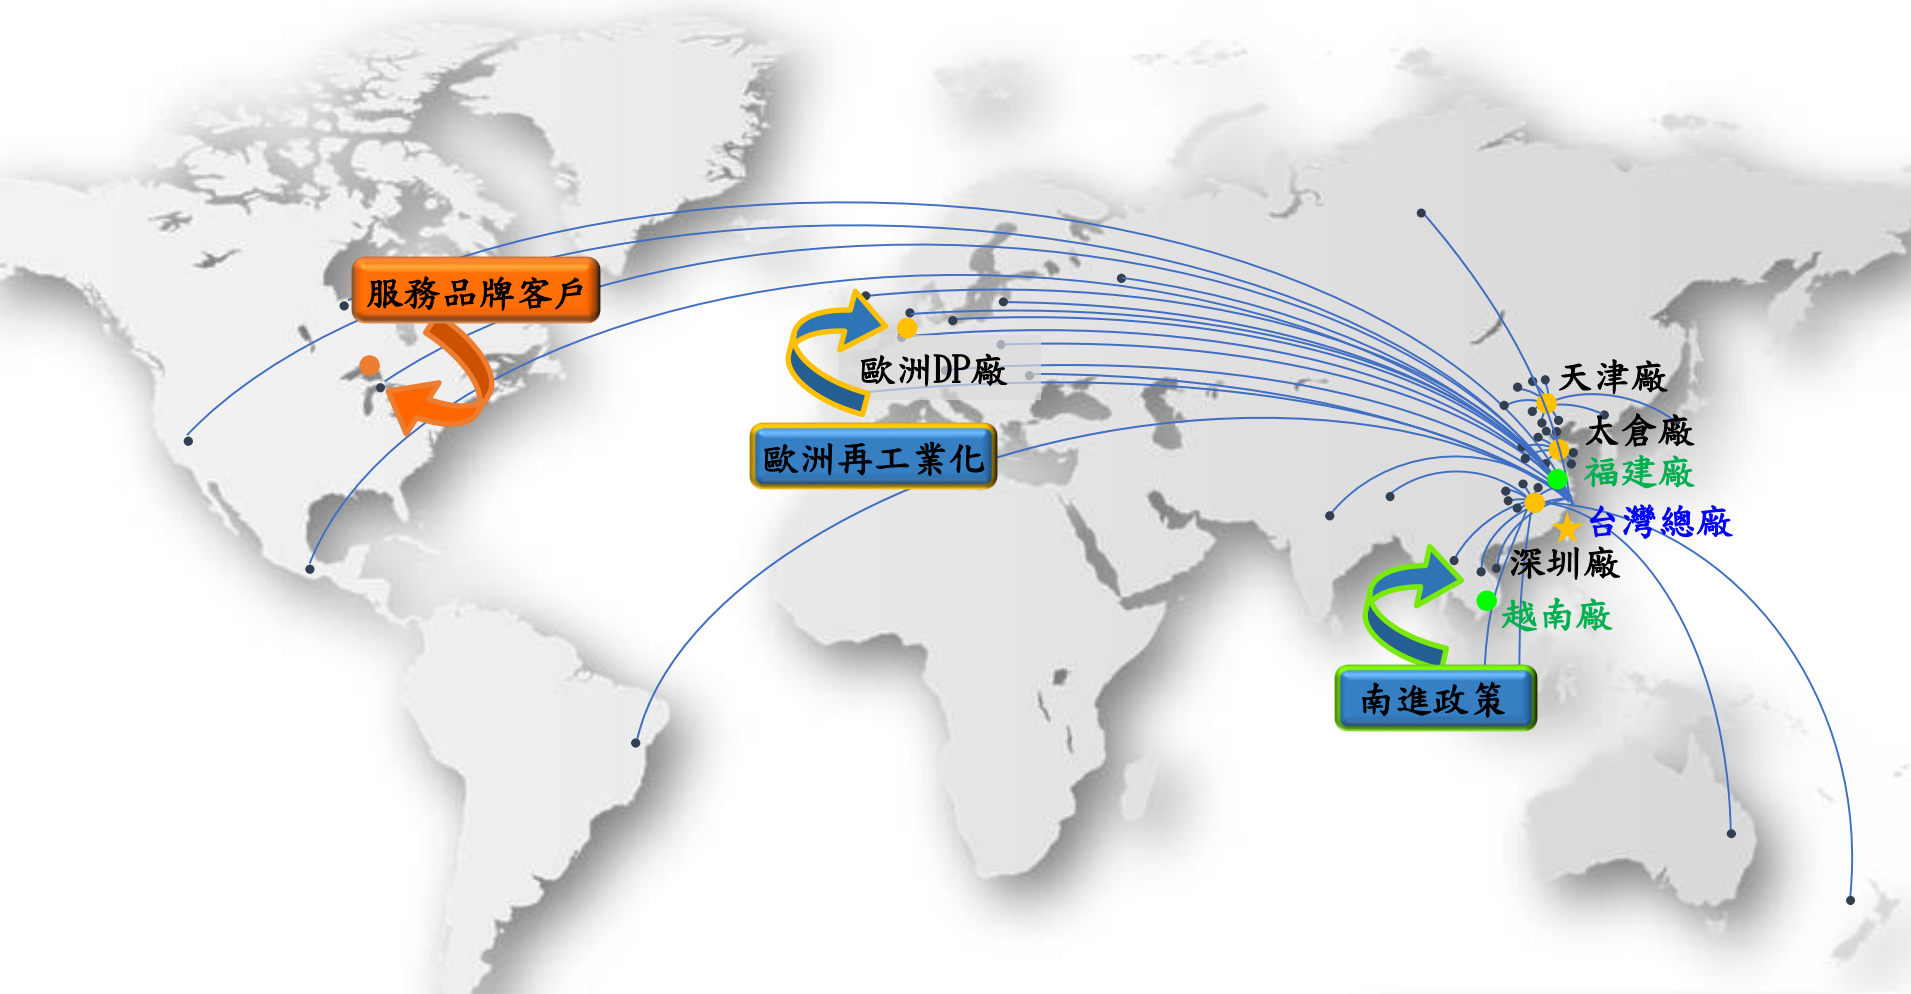 服務品牌客戶
歐洲DP廠
歐洲再工業化
天津廠
太倉廠
福建廠
台灣總廠
深圳廠
越南廠
南進政策